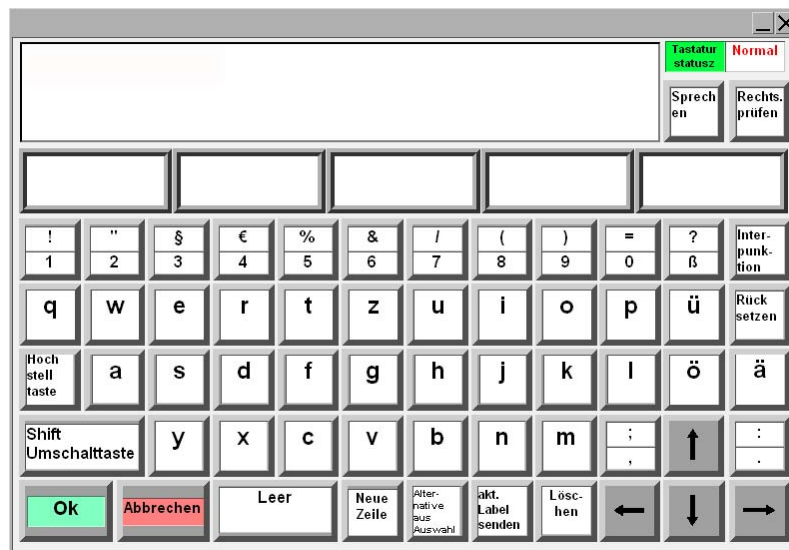 Tastatur
statusz
Normal
Sprech
en
Rechts.
prüfen
! " § € % & / ( ) = ?
1 2 3 4 5 6 7 8 9 0 ß
Inter-
punk-
tion
q w e r t z u i o p ü
Rück
setzen
Hoch
stell
taste
a s d f g h j k l ö ä
Shift
Umschalttaste
y x c v b n m ; :
, .
Ok
Abbrechen
Leer
Neue
Zeile
Alter-
native
aus
Auswahl
akt.
Label
senden
Lösc-
hen
← ↑ ↓ →